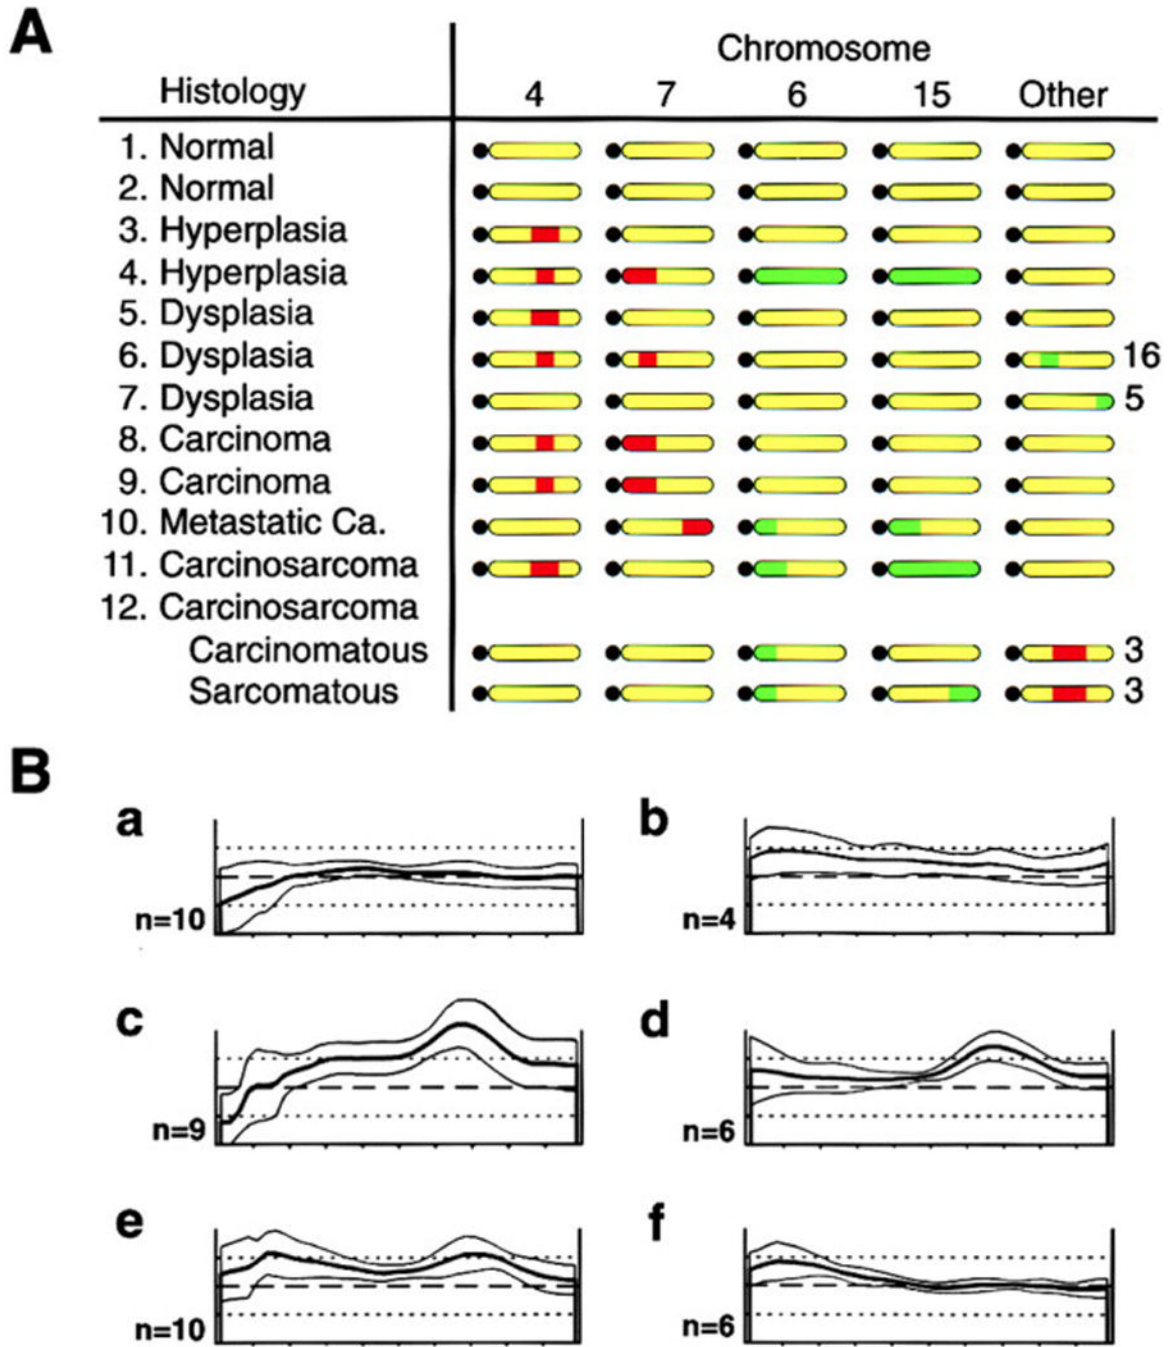 A
Chromosome
Histology 4 7 6 15 Other
1. Normal
2. Normal
3. Hyperplasia
4. Hyperplasia
5. Dysplasia
6. Dysplasia 16
7. Dysplasia 5
8. Carcinoma
9. Carcinoma
10. Metastatic Ca.
11. Carcinosarcoma
12. Carcinosarcoma
Carcinomatous 3
Sarcomatous 3
B
a b
n=10 n=4
c d
n=9 n=6
e f
n=10 n=6